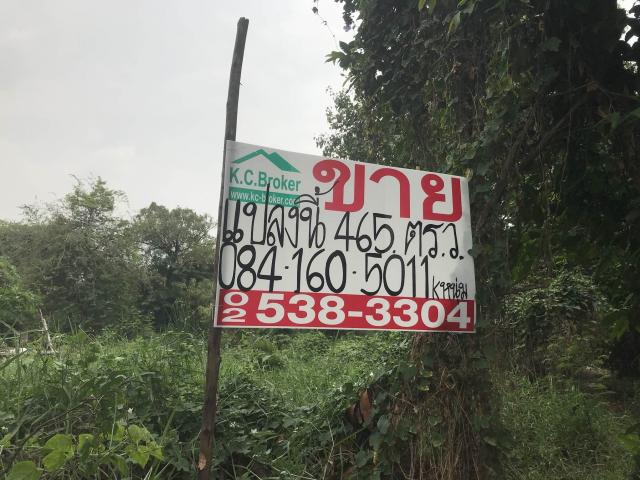 K.C.Broker
www.kc-broker.com
ขาย
แปลงนี้ 465 ตร.ว.
084-160-5011
02 538-3304